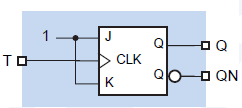 1 J Q Q
T CLK
K Q QN